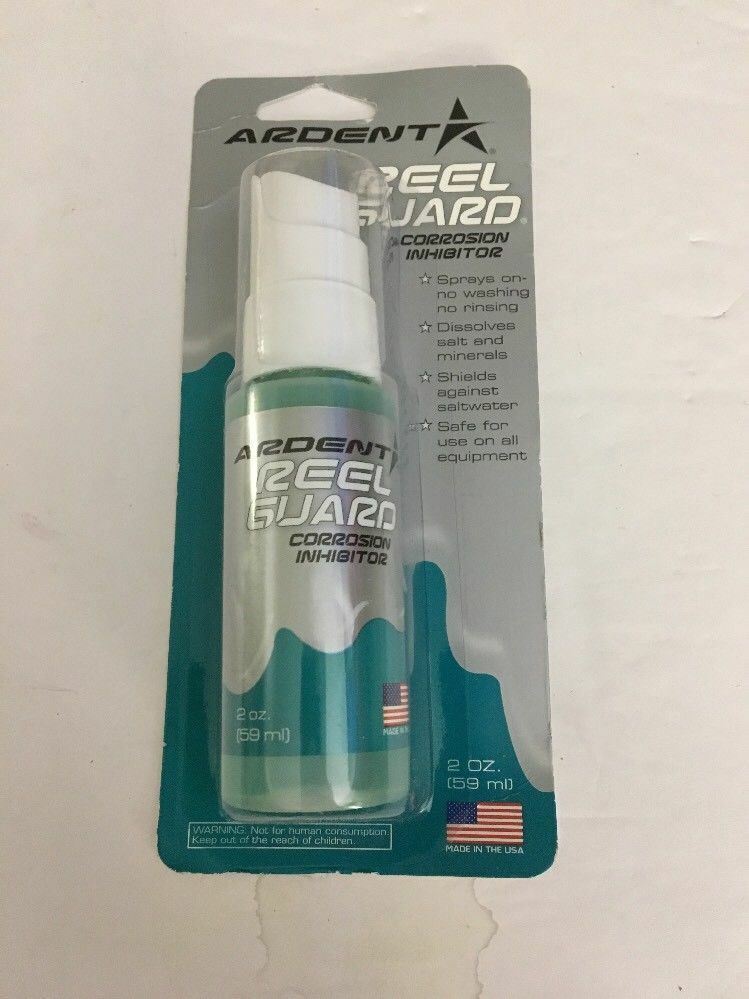 ARDENT
®
REEL
GUARD®
CORROSION
INHIBITOR
Sprays on-
no washing
no rinsing
Dissolves
salt and
minerals
Shields
against
saltwater
Safe for
use on all
equipment
ARDENT
REEL
GUARD
CORROSION
INHIBITOR
2 oz.
(59 ml)
MADE IN
2 OZ.
(59 ml)
MADE IN THE USA
WARNING: Not for human consumption.
Keep out of the reach of children.